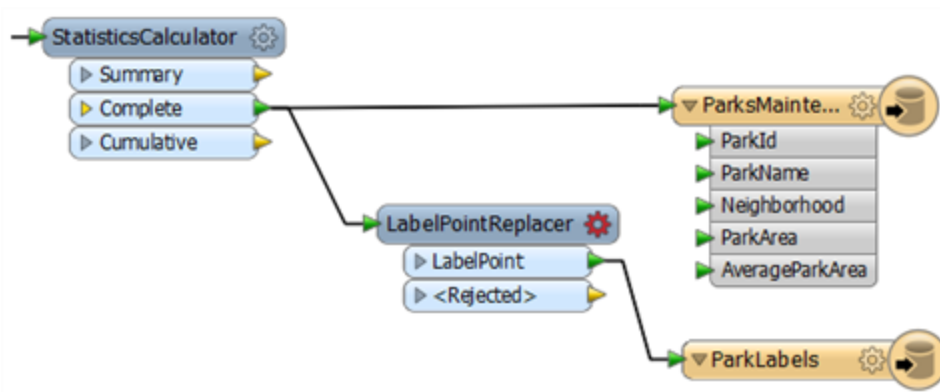 StatisticsCalculator
Summary
Complete
Cumulative
ParksMainte...
ParkId
ParkName
Neighborhood
ParkArea
AverageParkArea
LabelPointReplacer
LabelPoint
<Rejected>
ParkLabels